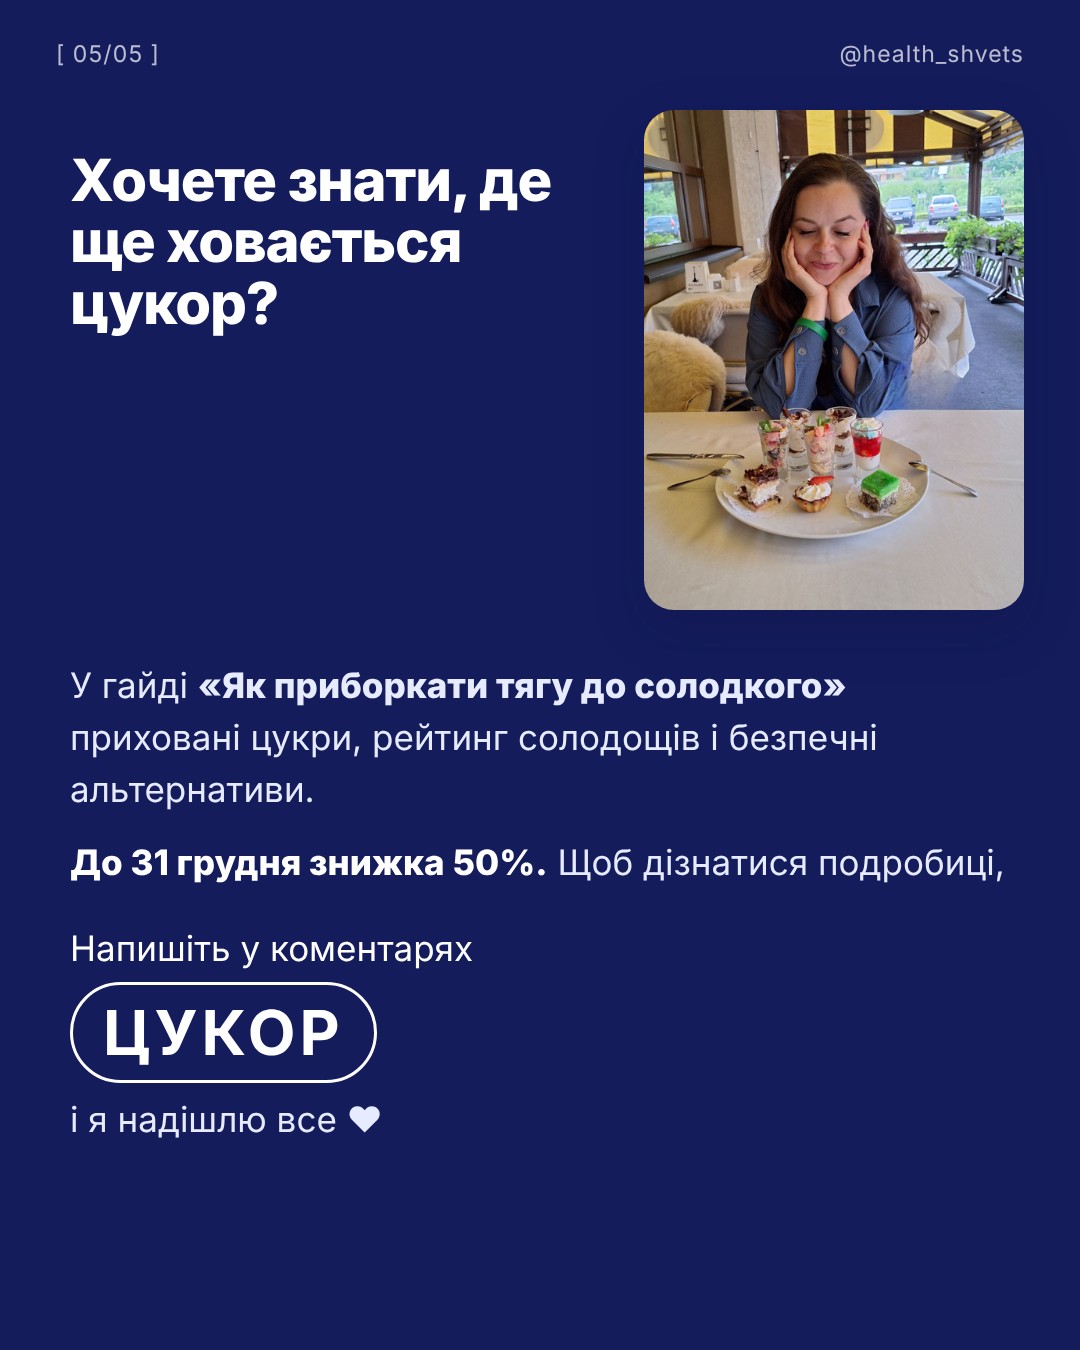 [ 05/05 ]
@health_shvets
Хочете знати, де
ще ховається
цукор?
У гайді «Як приборкати тягу до солодкого»
приховані цукри, рейтинг солодощів і безпечні
альтернативи.
До 31 грудня знижка 50%. Щоб дізнатися подробиці,
Напишіть у коментарях
ЦУКОР
і я надішлю все ♥